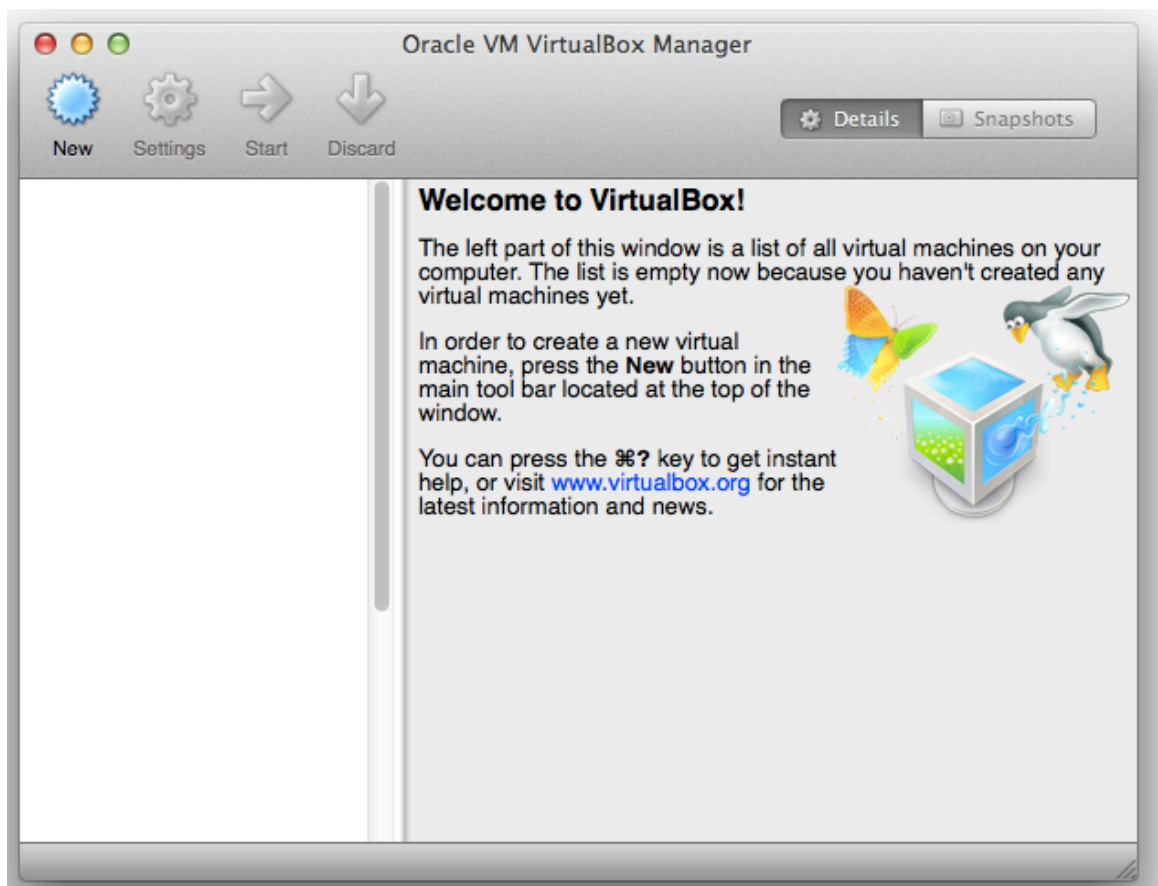 Oracle VM VirtualBox Manager
New Settings Start Discard
Details Snapshots
Welcome to VirtualBox!
The left part of this window is a list of all virtual machines on your
computer. The list is empty now because you haven't created any
virtual machines yet.
In order to create a new virtual
machine, press the New button in the
main tool bar located at the top of the
window.
You can press the ⌘? key to get instant
help, or visit www.virtualbox.org for the
latest information and news.